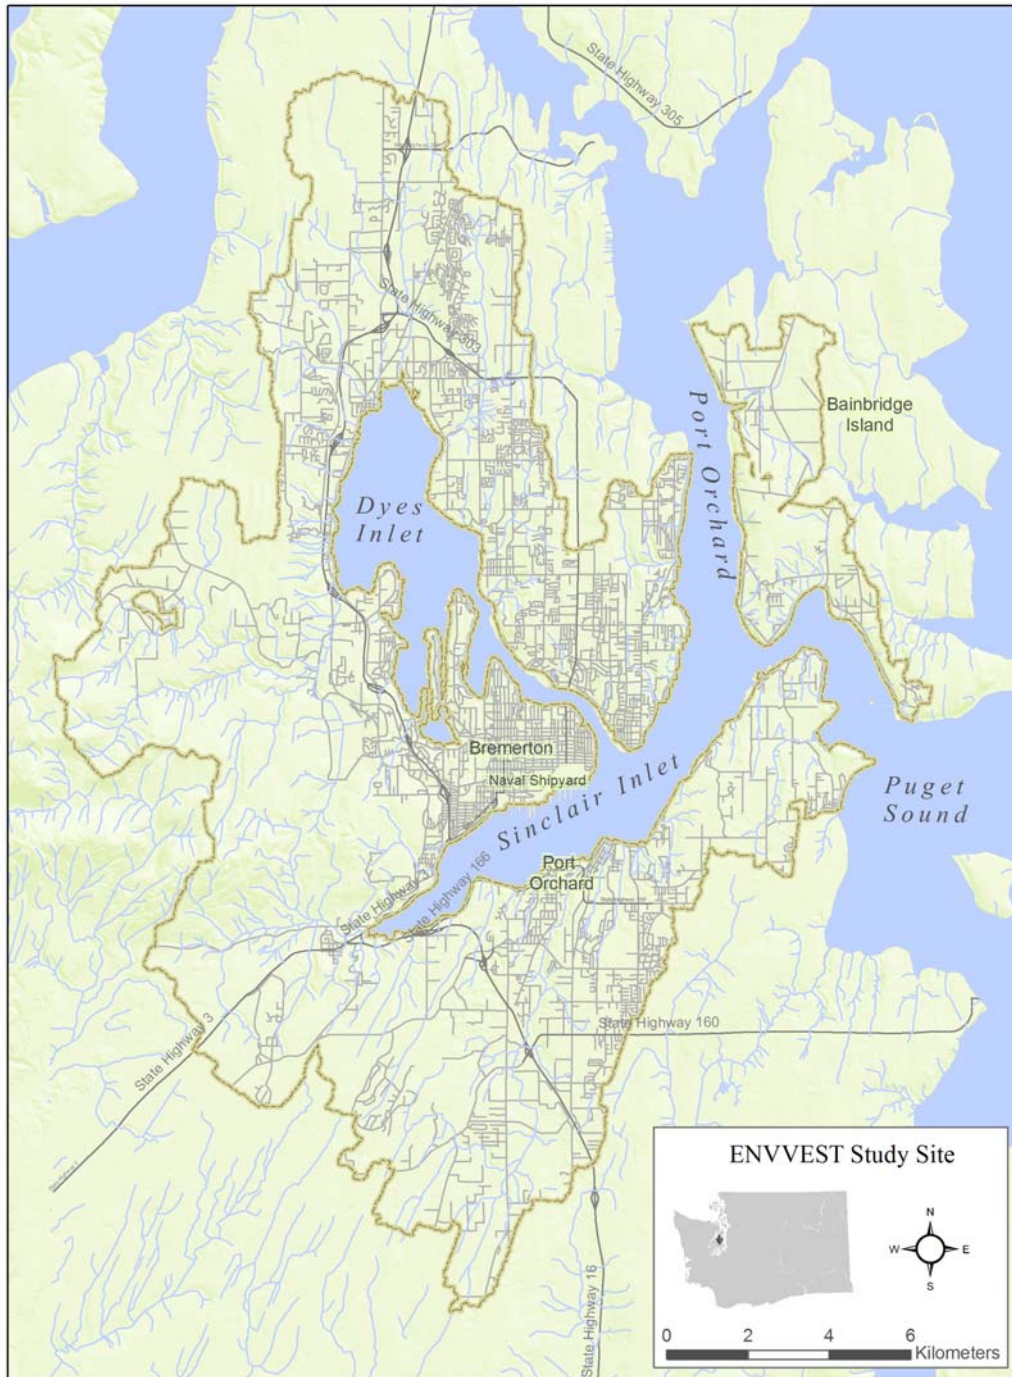 State Highway 305
State Highway 303
Port Orchard
Bainbridge
Island
Dyes
Inlet
Bremerton
Naval Shipyard
Sinclair Inlet
Puget
Sound
Port
Orchard
State Highway 3
State Highway 166
State Highway 160
State Highway 3
State Highway 16
ENVVEST Study Site
N
W
E
S
0 2 4 6
Kilometers